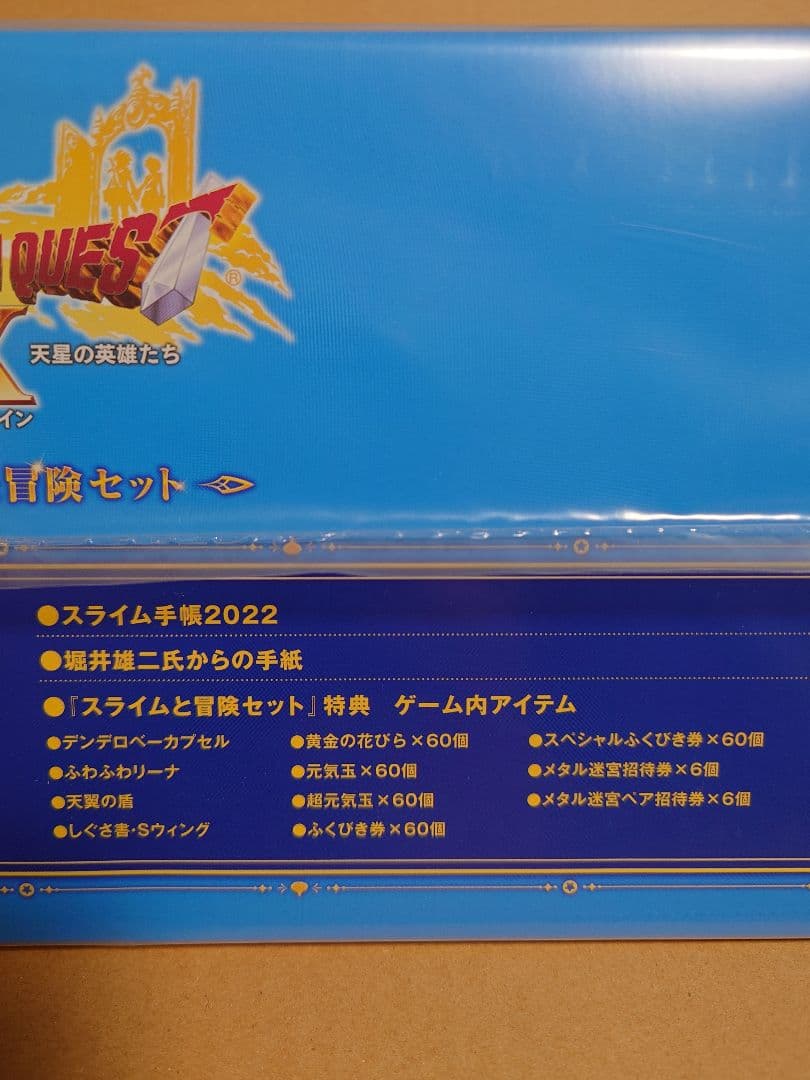 QUEST
®
X
天星の英雄たち
イン
冒険セット
●スライム手帳2022
●堀井雄二氏からの手紙
●『スライムと冒険セット』特典　ゲーム内アイテム
●デンデロベーカプセル
●ふわふわリーナ
●天翼の盾
●しぐさ書・Sウィング
●黄金の花びら×60個
●元気玉×60個
●超元気玉×60個
●ふくびき券×60個
●スペシャルふくびき券×60個
●メタル迷宮招待券×6個
●メタル迷宮ペア招待券×6個